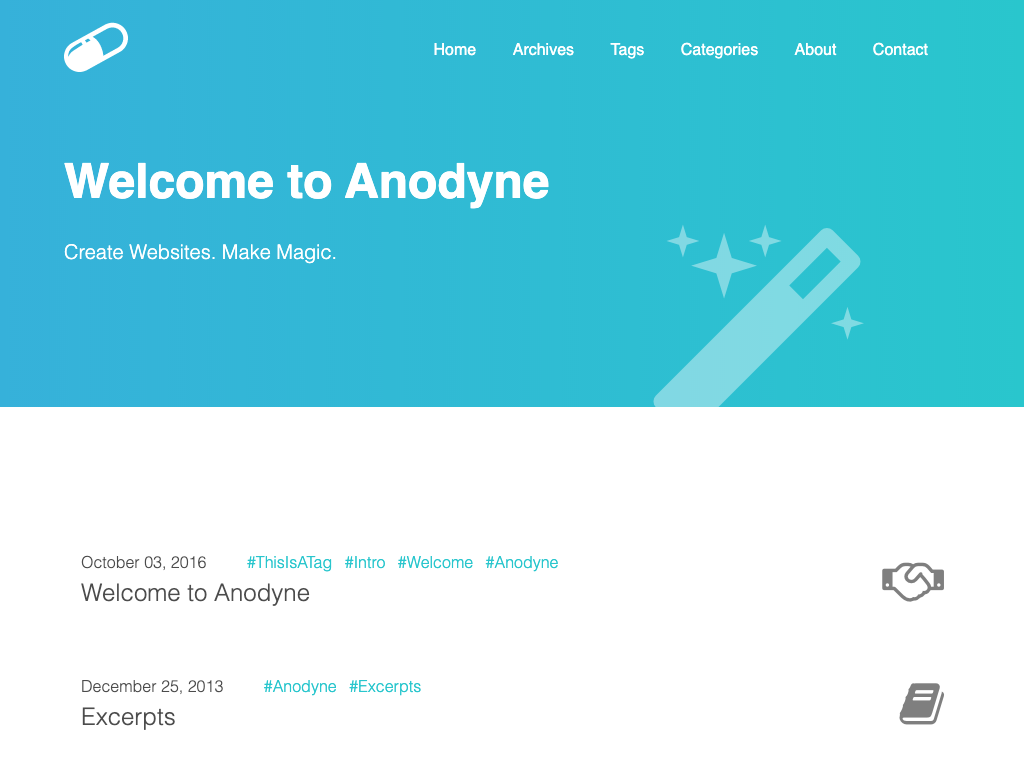 Home Archives Tags Categories About Contact
Welcome to Anodyne
Create Websites. Make Magic.
October 03, 2016 #ThisIsATag #Intro #Welcome #Anodyne
Welcome to Anodyne
December 25, 2013 #Anodyne #Excerpts
Excerpts